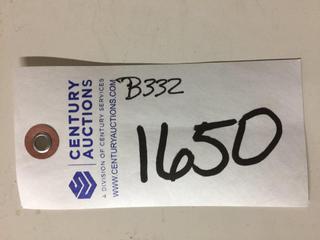 CENTURY
AUCTIONS
A DIVISION OF CENTURY SERVICES
WWW.CENTURYAUCTIONS.COM
B332
1650